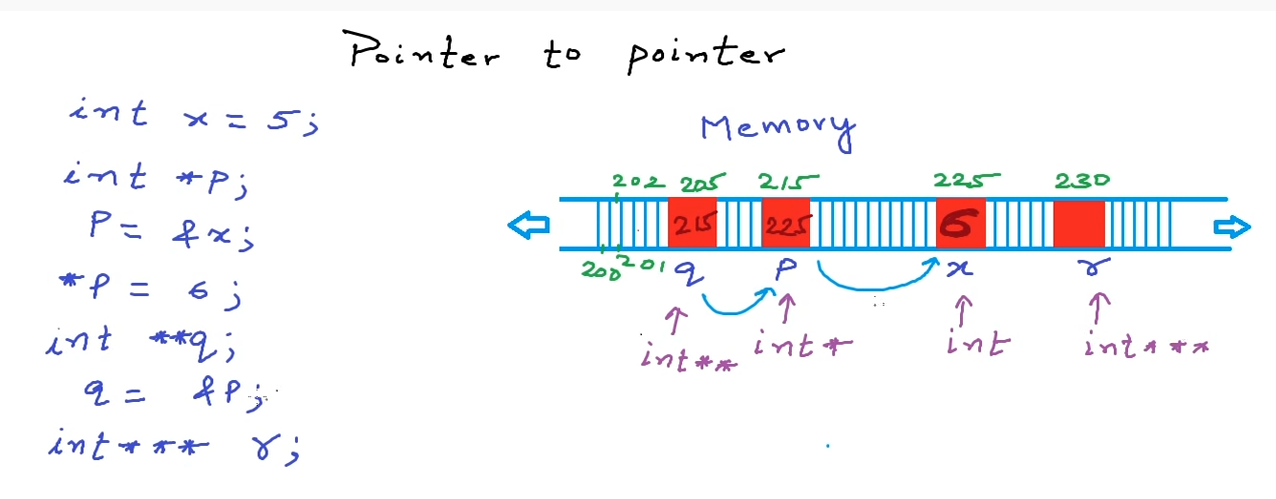 Pointer to pointer
int x = 5;
int *p;
P = &x;
*P = 6;
int **q;
q = &P;
int*** r;
Memory
202 205 215 225 230
215 225 6
200 201 q P x r
int** int* int int***